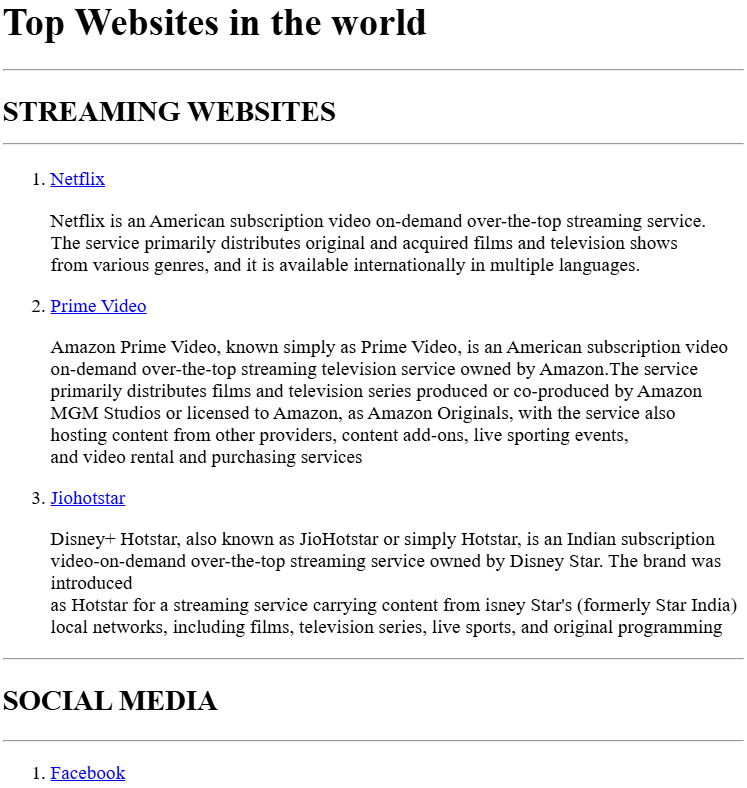 Top Websites in the world
STREAMING WEBSITES
1. Netflix
Netflix is an American subscription video on-demand over-the-top streaming service.
The service primarily distributes original and acquired films and television shows
from various genres, and it is available internationally in multiple languages.
2. Prime Video
Amazon Prime Video, known simply as Prime Video, is an American subscription video
on-demand over-the-top streaming television service owned by Amazon.The service
primarily distributes films and television series produced or co-produced by Amazon
MGM Studios or licensed to Amazon, as Amazon Originals, with the service also
hosting content from other providers, content add-ons, live sporting events,
and video rental and purchasing services
3. Jiohotstar
Disney+ Hotstar, also known as JioHotstar or simply Hotstar, is an Indian subscription
video-on-demand over-the-top streaming service owned by Disney Star. The brand was
introduced
as Hotstar for a streaming service carrying content from isney Star's (formerly Star India)
local networks, including films, television series, live sports, and original programming
SOCIAL MEDIA
1. Facebook